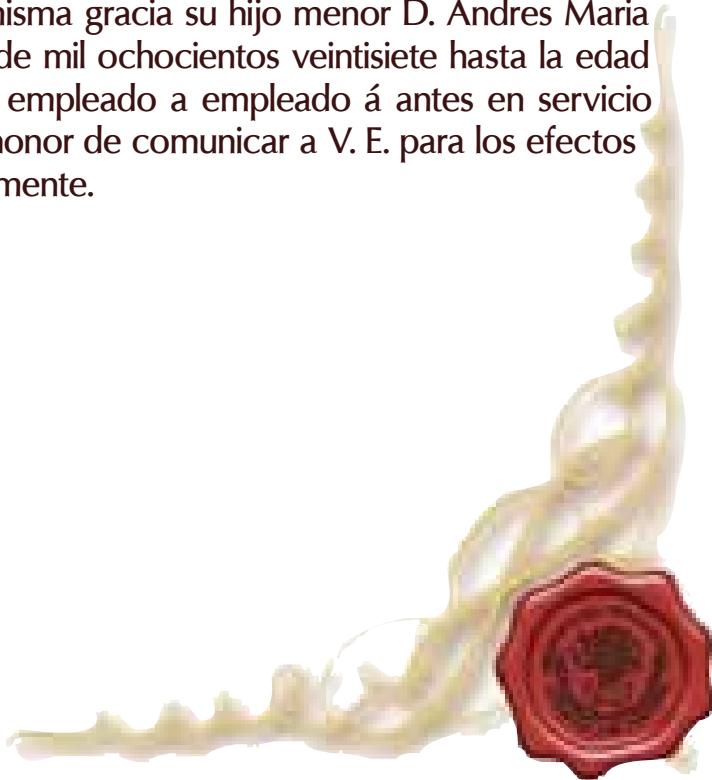 misma gracia su hijo menor D. Andres Maria
de mil ochocientos veintisiete hasta la edad
empleado a empleado á antes en servicio
honor de comunicar a V. E. para los efectos
mente.